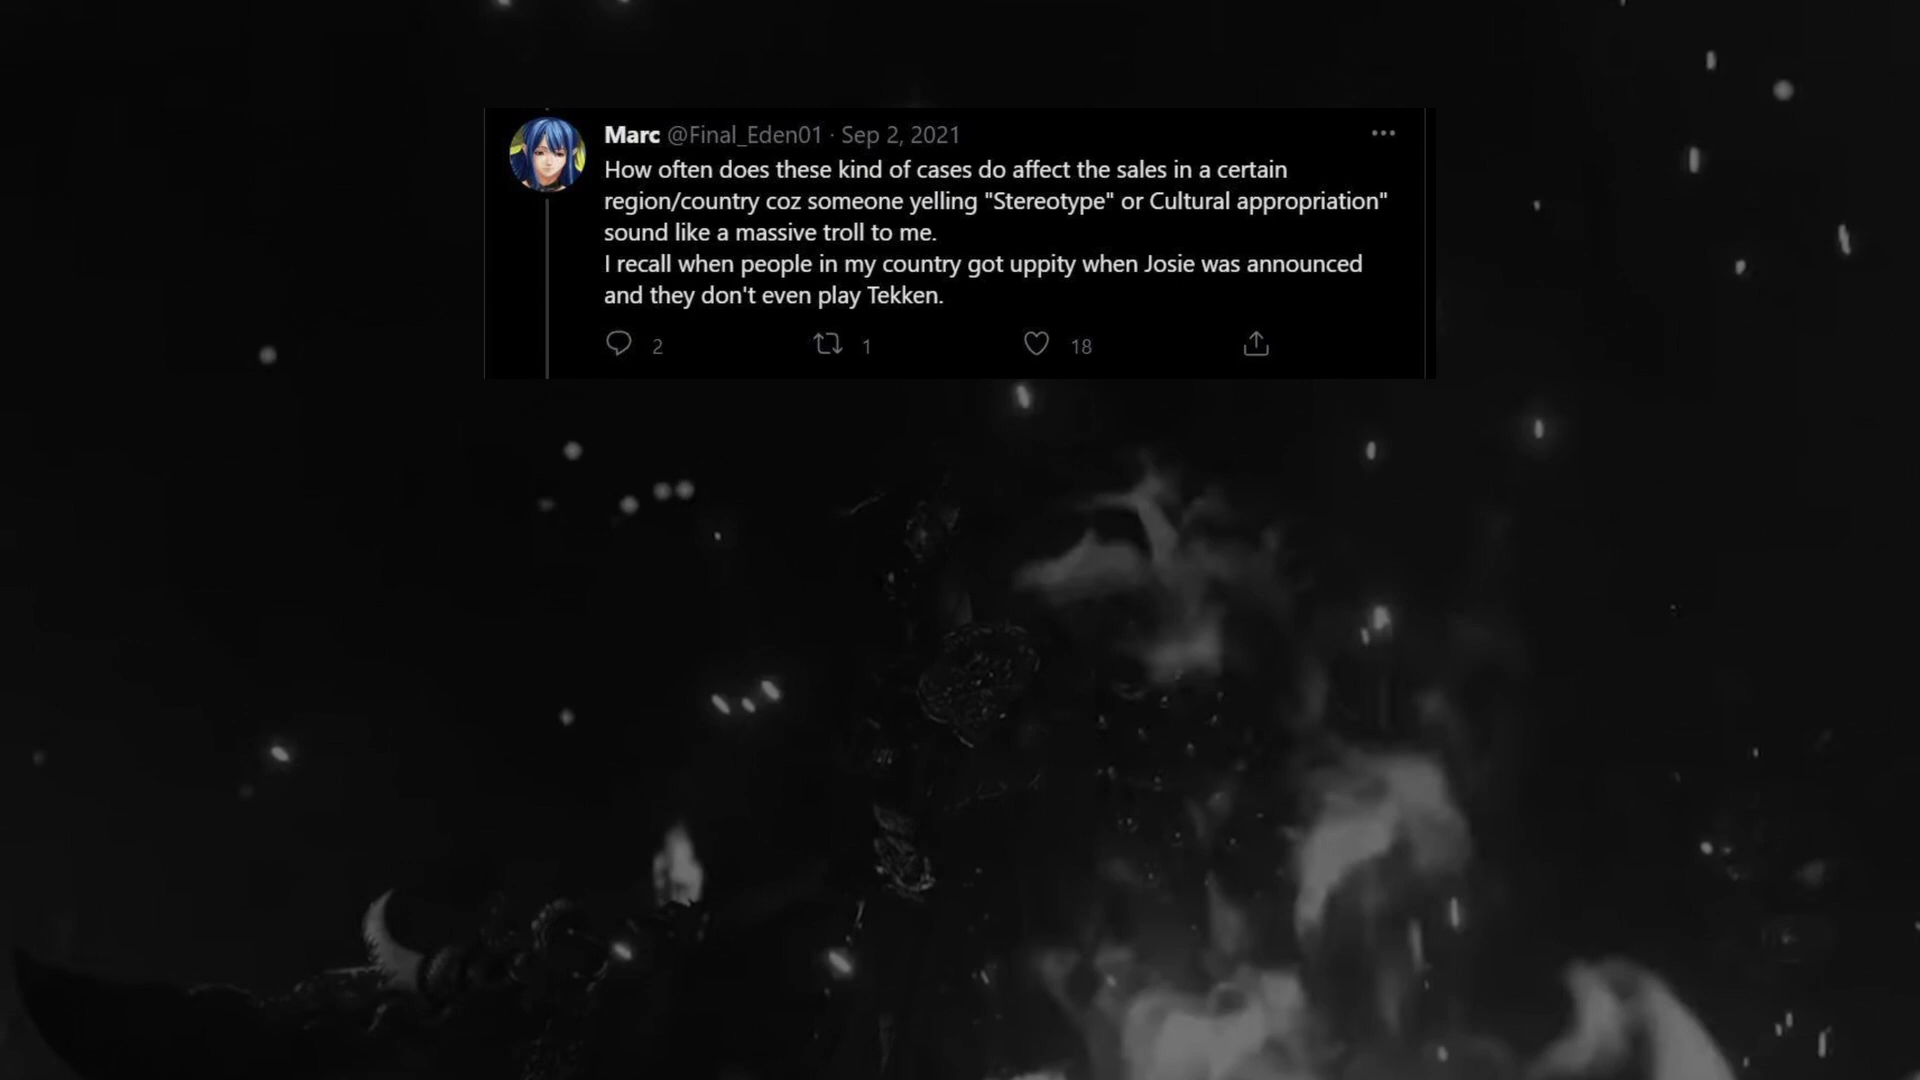 Marc @Final_Eden01 · Sep 2, 2021
How often does these kind of cases do affect the sales in a certain
region/country coz someone yelling "Stereotype" or Cultural appropriation"
sound like a massive troll to me.
I recall when people in my country got uppity when Josie was announced
and they don't even play Tekken.
2 1 18